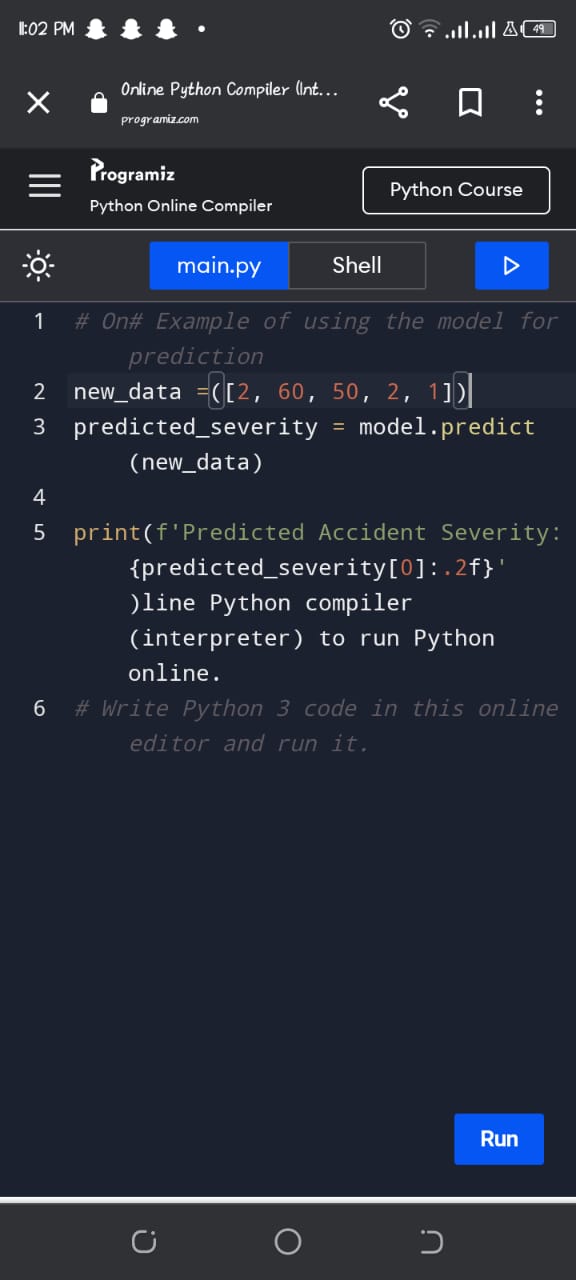 1:02 PM
49
Online Python Compiler (Int...
programiz.com
Programiz
Python Online Compiler
Python Course
main.py
Shell
1 # On# Example of using the model for
prediction
2 new_data =([2, 60, 50, 2, 1])
3 predicted_severity = model.predict
(new_data)
4
5 print(f'Predicted Accident Severity:
{predicted_severity[0]:.2f}'
)line Python compiler
(interpreter) to run Python
online.
6 # Write Python 3 code in this online
editor and run it.
Run